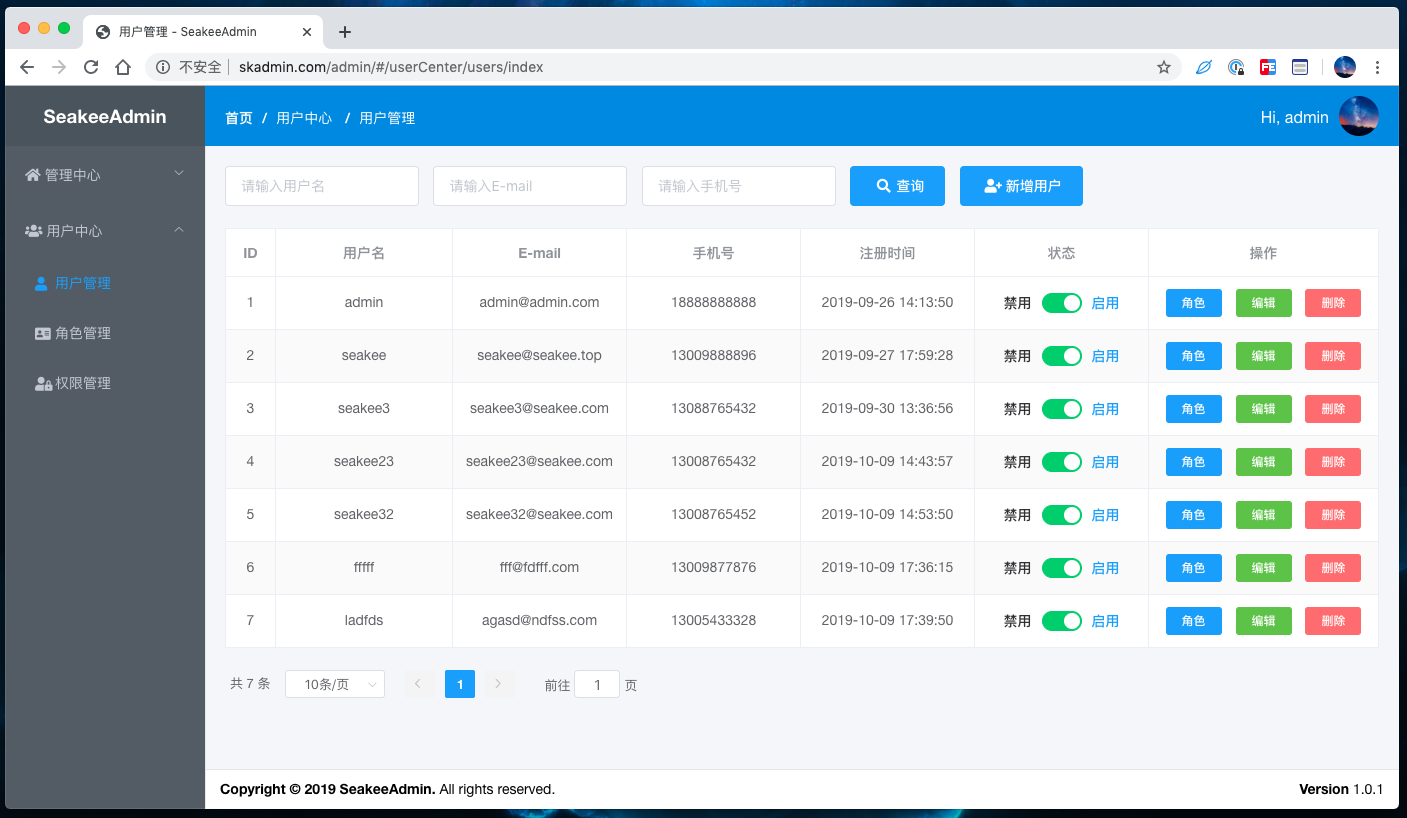 用户管理 - SeakeeAdmin
不安全 skadmin.com/admin/#/userCenter/users/index
FE
SeakeeAdmin
首页 / 用户中心 / 用户管理
Hi, admin
管理中心
用户中心
用户管理
角色管理
权限管理
请输入用户名 请输入E-mail 请输入手机号 查询 新增用户
ID 用户名 E-mail 手机号 注册时间 状态 操作
1 admin admin@admin.com 18888888888 2019-09-26 14:13:50 禁用 启用 角色 编辑 删除
2 seakee seakee@seakee.top 13009888896 2019-09-27 17:59:28 禁用 启用 角色 编辑 删除
3 seakee3 seakee3@seakee.com 13088765432 2019-09-30 13:36:56 禁用 启用 角色 编辑 删除
4 seakee23 seakee23@seakee.com 13008765432 2019-10-09 14:43:57 禁用 启用 角色 编辑 删除
5 seakee32 seakee32@seakee.com 13008765452 2019-10-09 14:53:50 禁用 启用 角色 编辑 删除
6 fffff fff@fdfff.com 13009877876 2019-10-09 17:36:15 禁用 启用 角色 编辑 删除
7 ladfds agasd@ndfss.com 13005433328 2019-10-09 17:39:50 禁用 启用 角色 编辑 删除
共 7 条 10条/页 1 前往 1 页
Copyright © 2019 SeakeeAdmin. All rights reserved.
Version 1.0.1